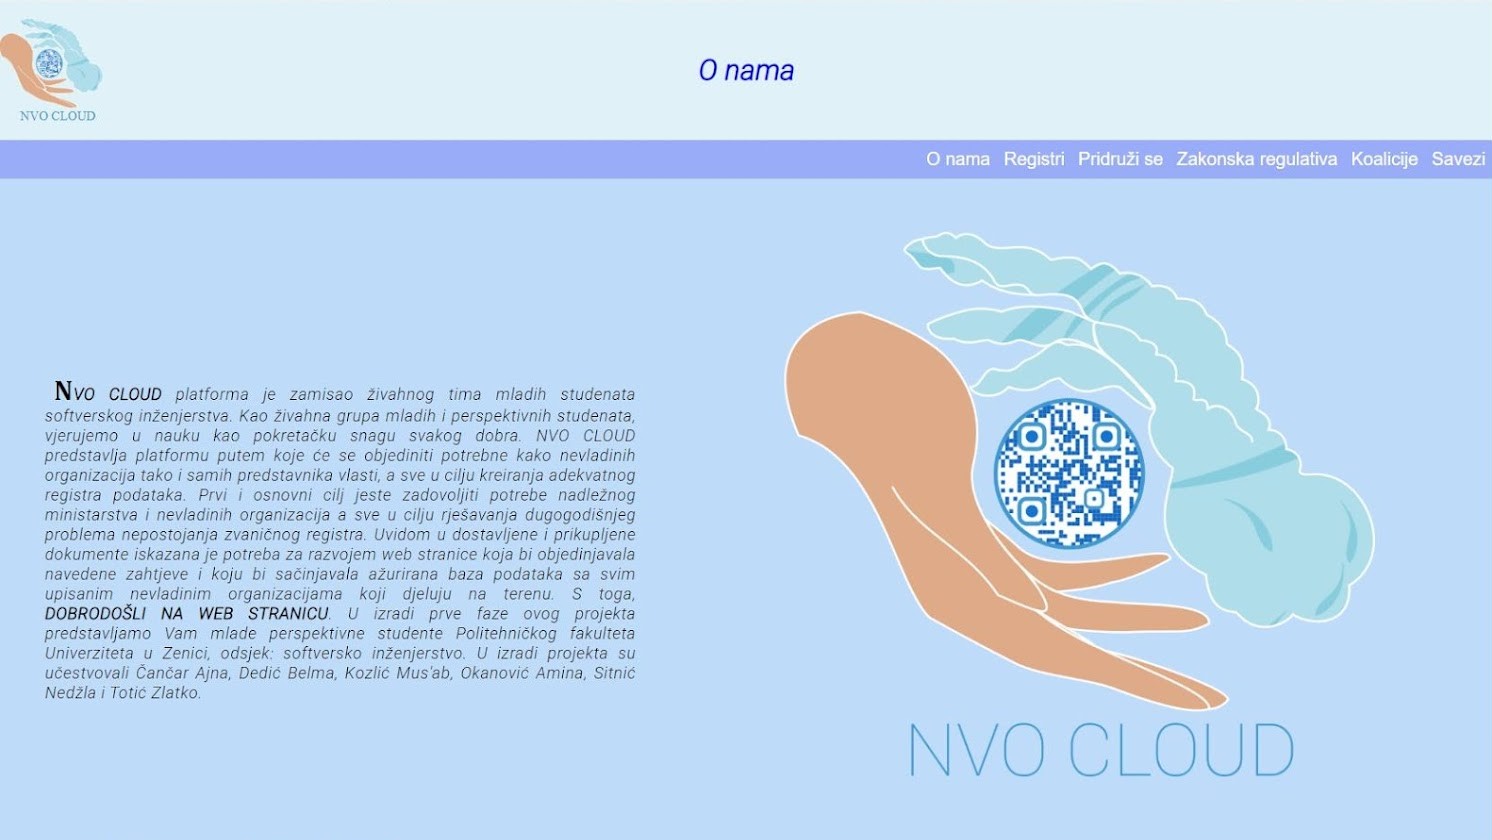 NVO CLOUD
O nama
O nama Registri Pridruži se Zakonska regulativa Koalicije Savezi
NVO CLOUD platforma je zamisao živahnog tima mladih studenata
softverskog inženjerstva. Kao živahna grupa mladih i perspektivnih studenata,
vjerujemo u nauku kao pokretačku snagu svakog dobra. NVO CLOUD
predstavlja platformu putem koje će se objediniti potrebne kako nevladinih
organizacija tako i samih predstavnika vlasti, a sve u cilju kreiranja adekvatnog
registra podataka. Prvi i osnovni cilj jeste zadovoljiti potrebe nadležnog
ministarstva i nevladinih organizacija a sve u cilju rješavanja dugogodišnjeg
problema nepostojanja zvaničnog registra. Uvidom u dostavljene i prikupljene
dokumente iskazana je potreba za razvojem web stranice koja bi objedinjavala
navedene zahtjeve i koju bi sačinjavala ažurirana baza podataka sa svim
upisanim nevladinim organizacijama koji djeluju na terenu. S toga,
DOBRODOŠLI NA WEB STRANICU. U izradi prve faze ovog projekta
predstavljamo Vam mlade perspektivne studente Politehničkog fakulteta
Univerziteta u Zenici, odsjek: softversko inženjerstvo. U izradi projekta su
učestvovali Čančar Ajna, Dedić Belma, Kozlić Mus'ab, Okanović Amina, Sitnić
Nedžla i Totić Zlatko.
NVO CLOUD